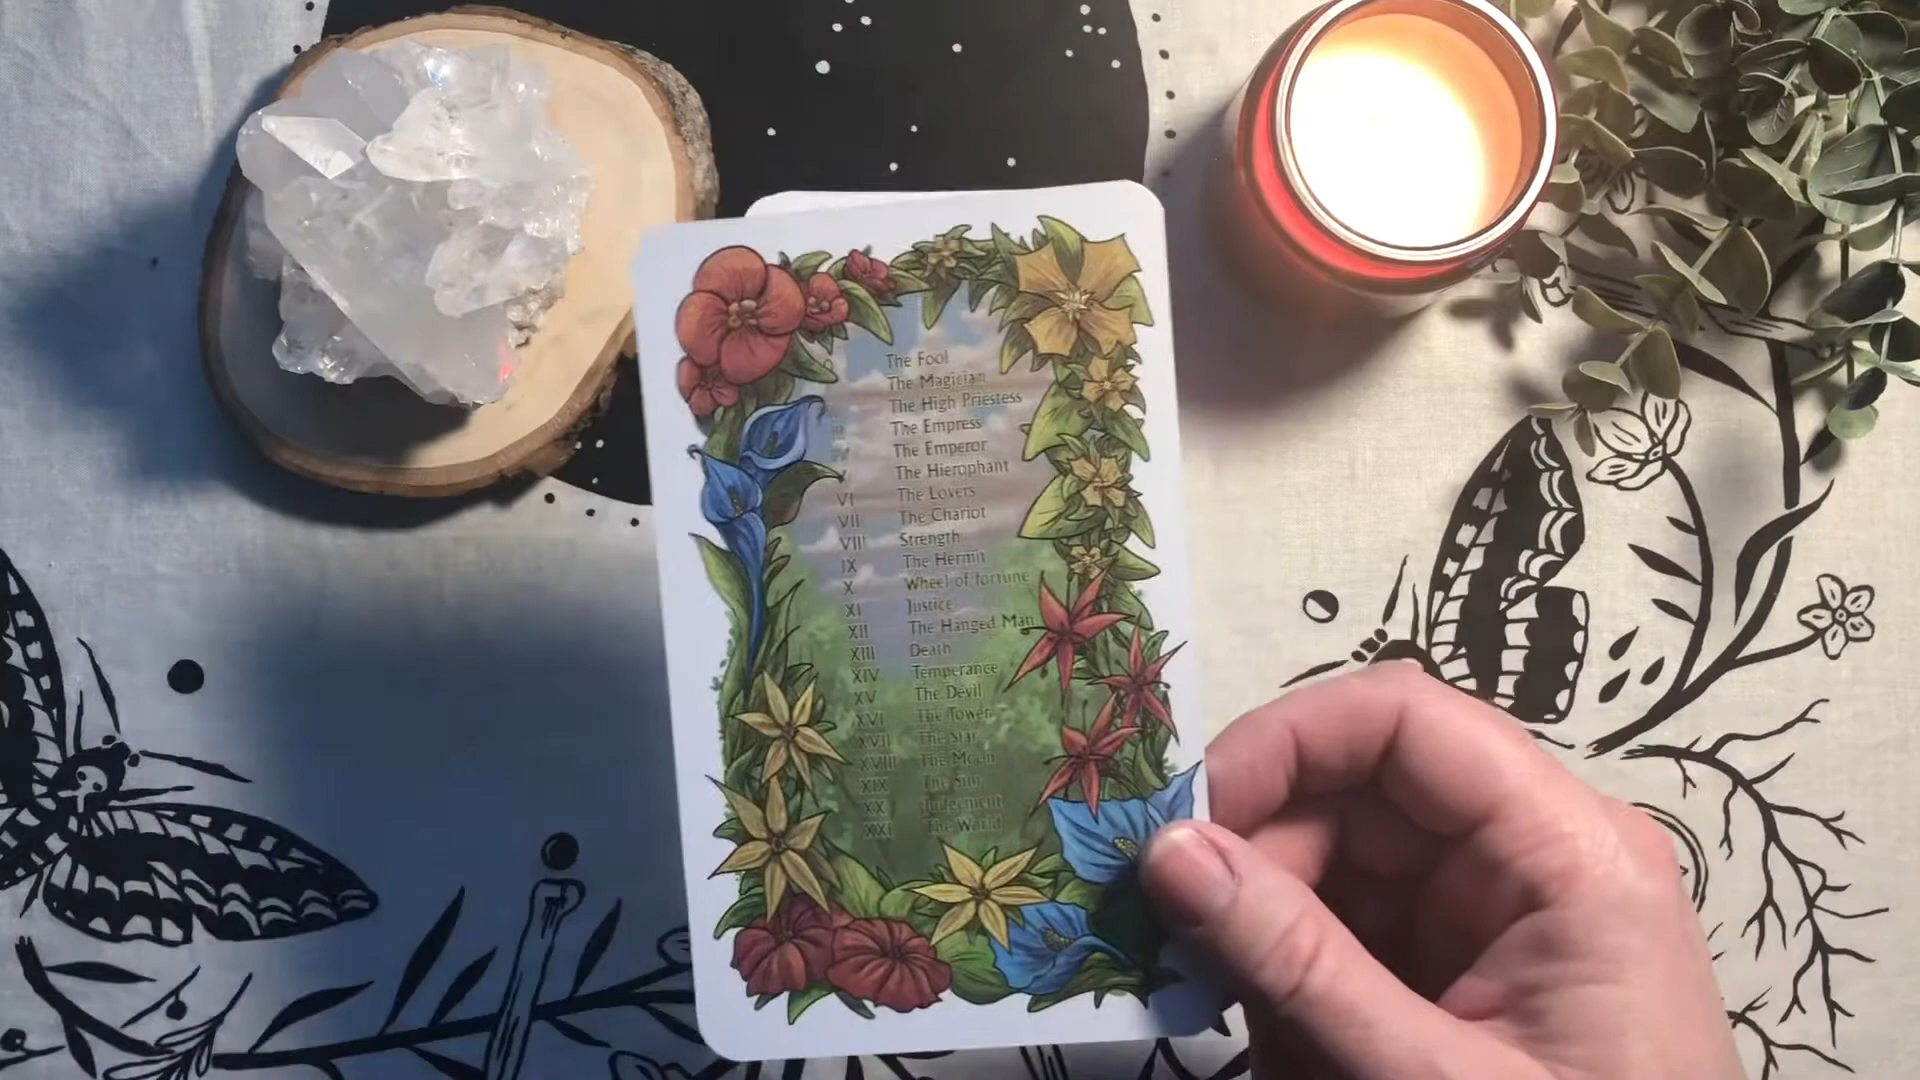 The Fool
The Magician
The High Priestess
III The Empress
IV The Emperor
V The Hierophant
VI The Lovers
VII The Chariot
VIII Strength
IX The Hermit
X Wheel of fortune
XI Justice
XII The Hanged Man
XIII Death
XIV Temperance
XV The Devil
XVI The Tower
XVII The Star
XVIII The Moon
XIX The Sun
XX Judgement
XXI The World